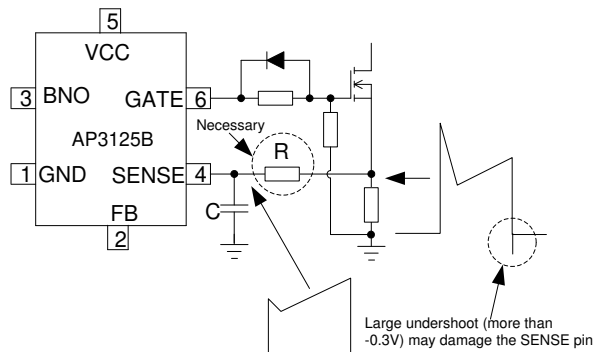 5
VCC
3 BNO GATE 6
Necessary
AP3125B
R
1 GND SENSE 4
C
FB
2
Large undershoot (more than
-0.3V) may damage the SENSE pin